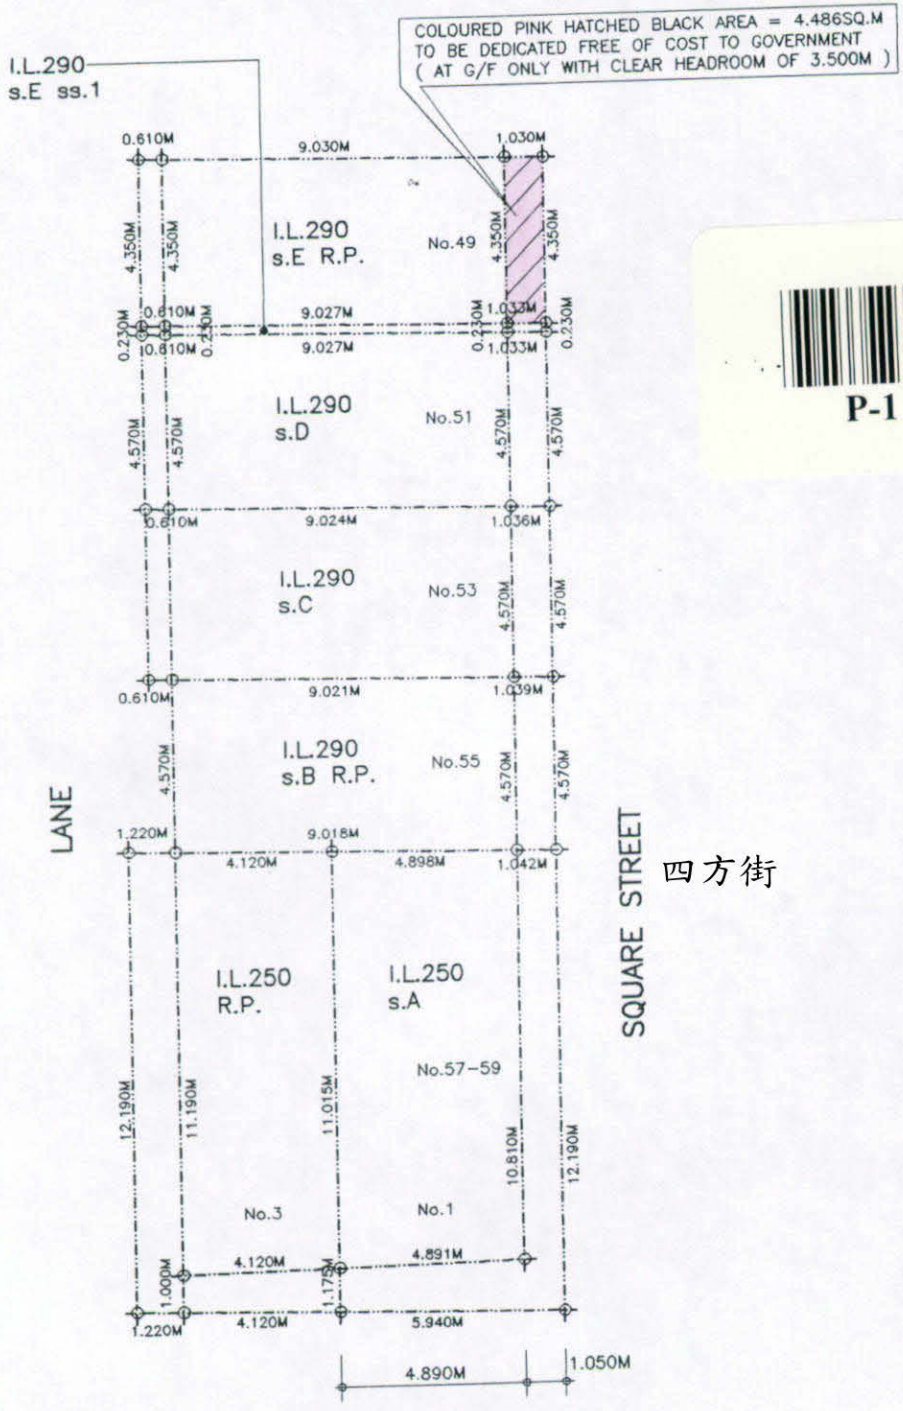 COLOURED PINK HATCHED BLACK AREA = 4.486SQ.M
TO BE DEDICATED FREE OF COST TO GOVERNMENT
( AT G/F ONLY WITH CLEAR HEADROOM OF 3.500M )
I.L.290
s.E ss.1
0.610M
9.030M
1.030M
4.350M
4.350M
I.L.290
s.E R.P.
No.49
4.350M
4.350M
0.230M
0.610M
0.230M
9.027M
0.230M
1.033M
0.230M
0.610M
9.027M
1.033M
P-1
4.570M
4.570M
I.L.290
s.D
No.51
4.570M
4.570M
0.610M
9.024M
1.036M
I.L.290
s.C
No.53
4.570M
4.570M
0.610M
9.021M
1.039M
4.570M
I.L.290
s.B R.P.
No.55
4.570M
4.570M
LANE
1.220M
9.018M
4.120M
4.898M
1.042M
SQUARE STREET
四方街
I.L.250
R.P.
I.L.250
s.A
No.57-59
12.190M
11.190M
11.015M
10.810M
12.190M
No.3
No.1
4.120M
4.891M
1.000M
1.175M
1.220M
4.120M
5.940M
4.890M
1.050M